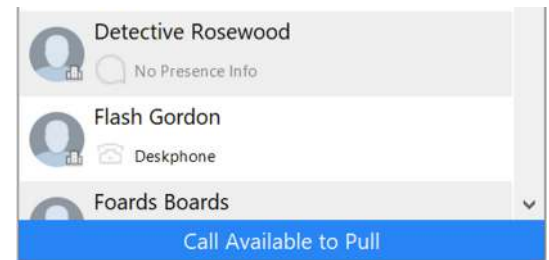 Detective Rosewood
No Presence Info
Flash Gordon
Deskphone
Foards Boards
Call Available to Pull